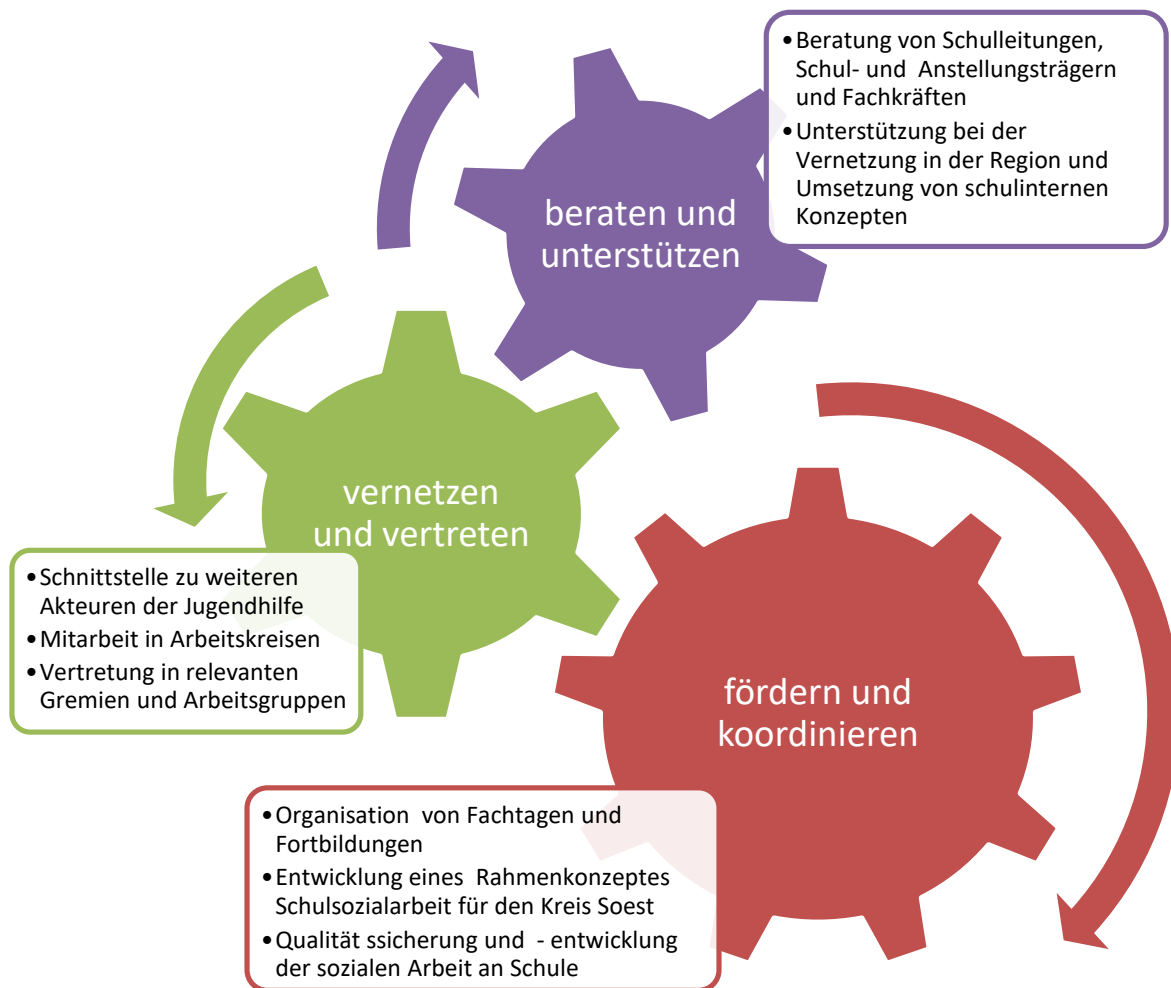 •Beratung von Schulleitungen,
Schul- und Anstellungsträgern
und Fachkräften
•Unterstützung bei der
Vernetzung in der Region und
Umsetzung von schulinternen
Konzepten
beraten und
unterstützen
vernetzen
und vertreten
•Schnittstelle zu weiteren
Akteuren der Jugendhilfe
•Mitarbeit in Arbeitskreisen
•Vertretung in relevanten
Gremien und Arbeitsgruppen
fördern und
koordinieren
•Organisation von Fachtagen und
Fortbildungen
•Entwicklung eines Rahmenkonzeptes
Schulsozialarbeit für den Kreis Soest
•Qualität ssicherung und - entwicklung
der sozialen Arbeit an Schule